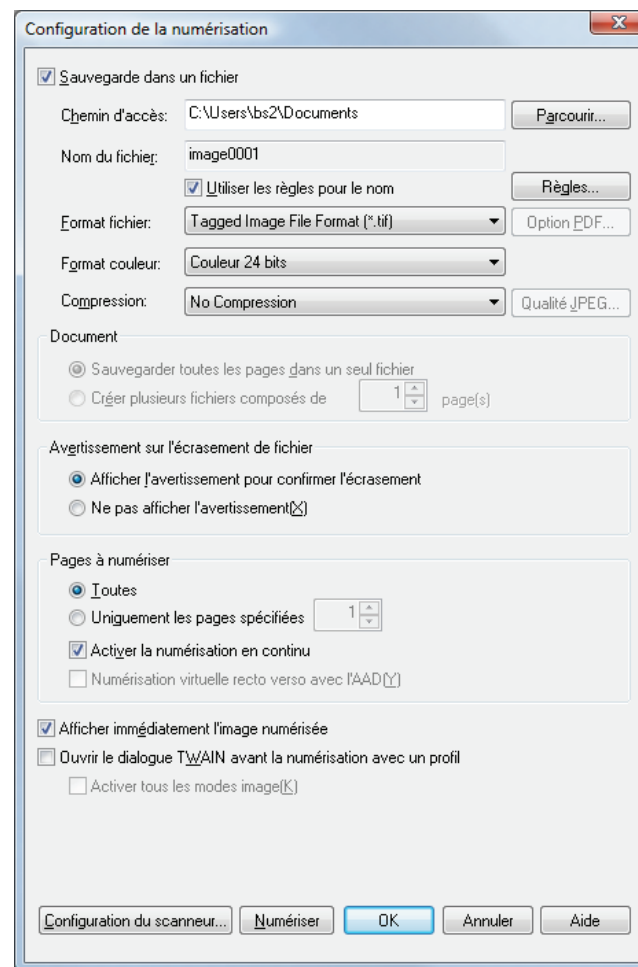 Configuration de la numérisation
Sauvegarde dans un fichier
Chemin d'accès: C:\Users\bs2\Documents Parcourir...
Nom du fichier: image0001
Utiliser les règles pour le nom Règles...
Format fichier: Tagged Image File Format (*.tif) Option PDF...
Format couleur: Couleur 24 bits
Compression: No Compression Qualité JPEG...
Document
Sauvegarder toutes les pages dans un seul fichier
Créer plusieurs fichiers composés de 1 page(s)
Avertissement sur l'écrasement de fichier
Afficher l'avertissement pour confirmer l'écrasement
Ne pas afficher l'avertissement(X)
Pages à numériser
Toutes
Uniquement les pages spécifiées 1
Activer la numérisation en continu
Numérisation virtuelle recto verso avec l'AAD(Y)
Afficher immédiatement l'image numérisée
Ouvrir le dialogue TWAIN avant la numérisation avec un profil
Activer tous les modes image(K)
Configuration du scanneur... Numériser OK Annuler Aide